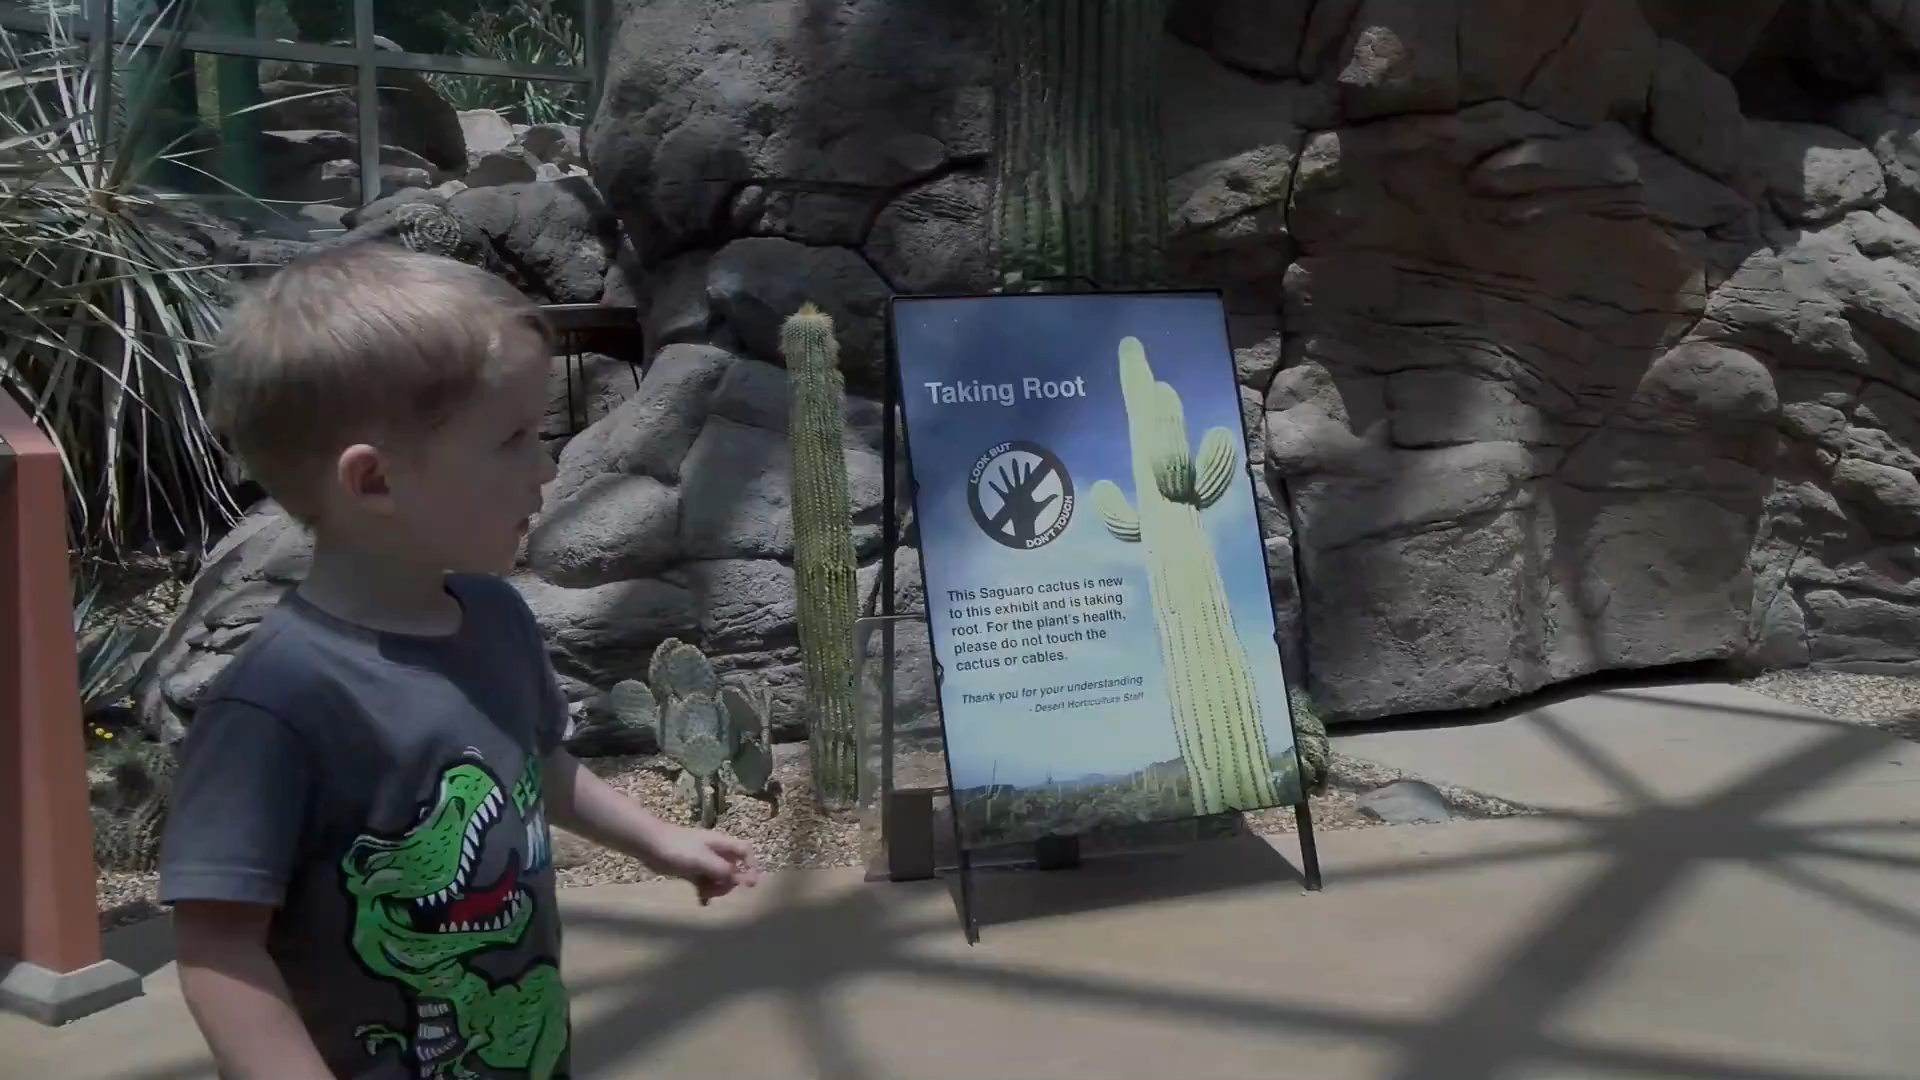 Taking Root
LOOK BUT
DON'T TOUCH
This Saguaro cactus is new
to this exhibit and is taking
root. For the plant's health,
please do not touch the
cactus or cables.
Thank you for your understanding
- Desert Horticulture Staff